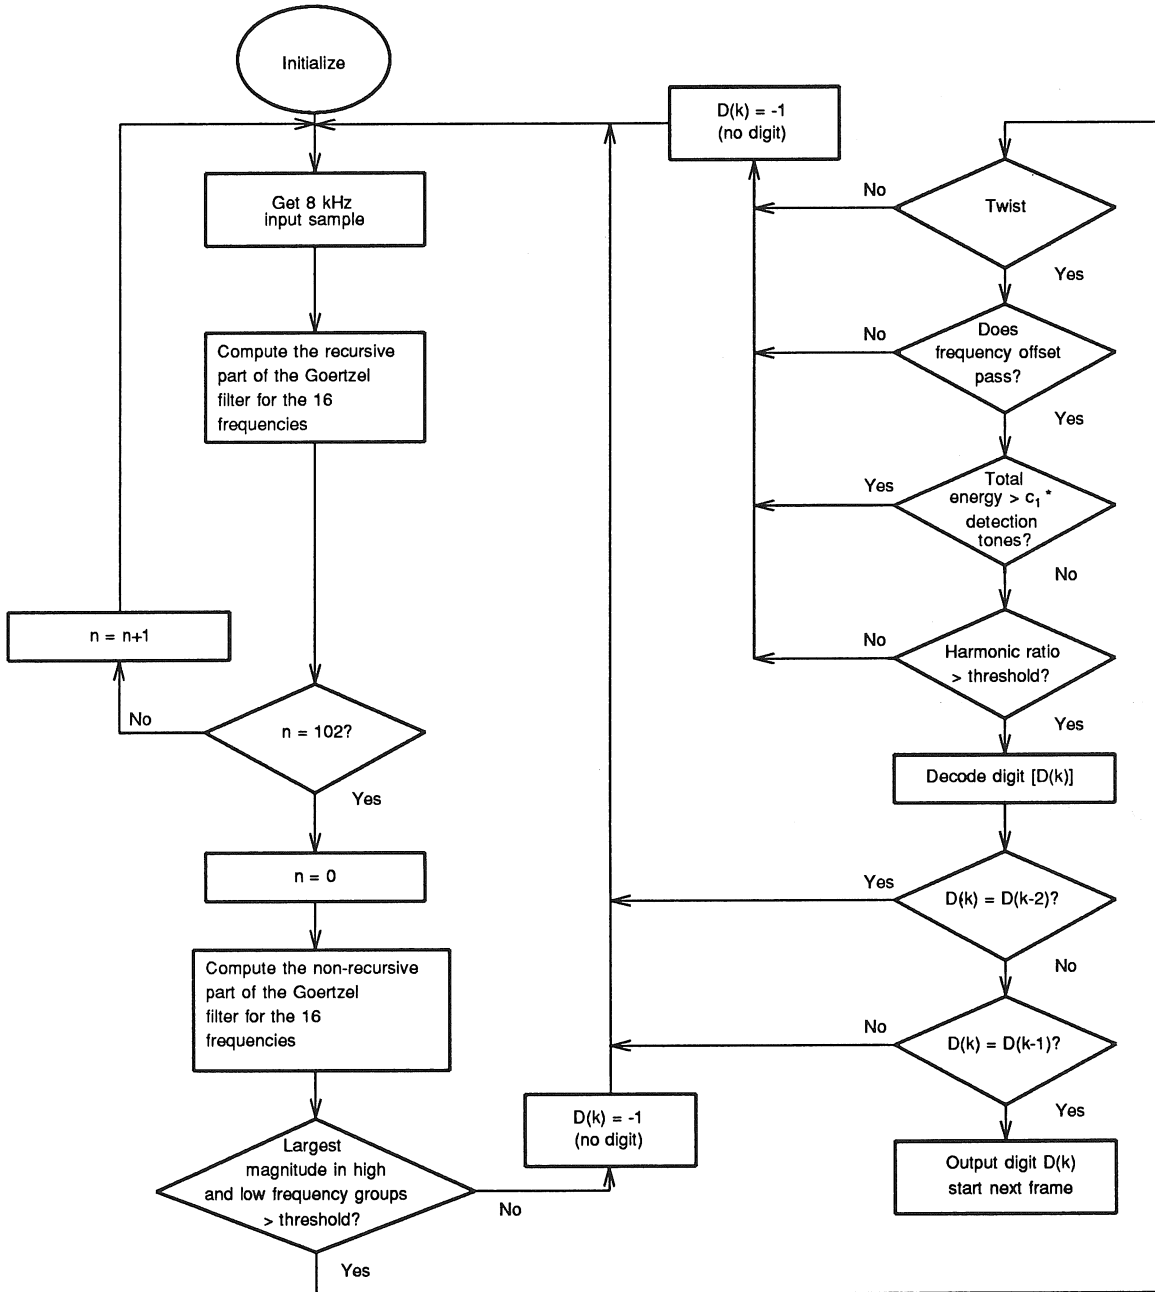 Initialize
Get 8 kHz
input sample
Compute the recursive
part of the Goertzel
filter for the 16
frequencies
n = n+1
No
n = 102?
Yes
n = 0
Compute the non-recursive
part of the Goertzel
filter for the 16
frequencies
Largest
magnitude in high
and low frequency groups
> threshold?
No
Yes
D(k) = -1
(no digit)
D(k) = -1
(no digit)
No
Twist
Yes
No
Does
frequency offset
pass?
Yes
Yes
Total
energy > c₁ *
detection
tones?
No
No
Harmonic ratio
> threshold?
Yes
Decode digit [D(k)]
Yes
D(k) = D(k-2)?
No
No
D(k) = D(k-1)?
Yes
Output digit D(k)
start next frame